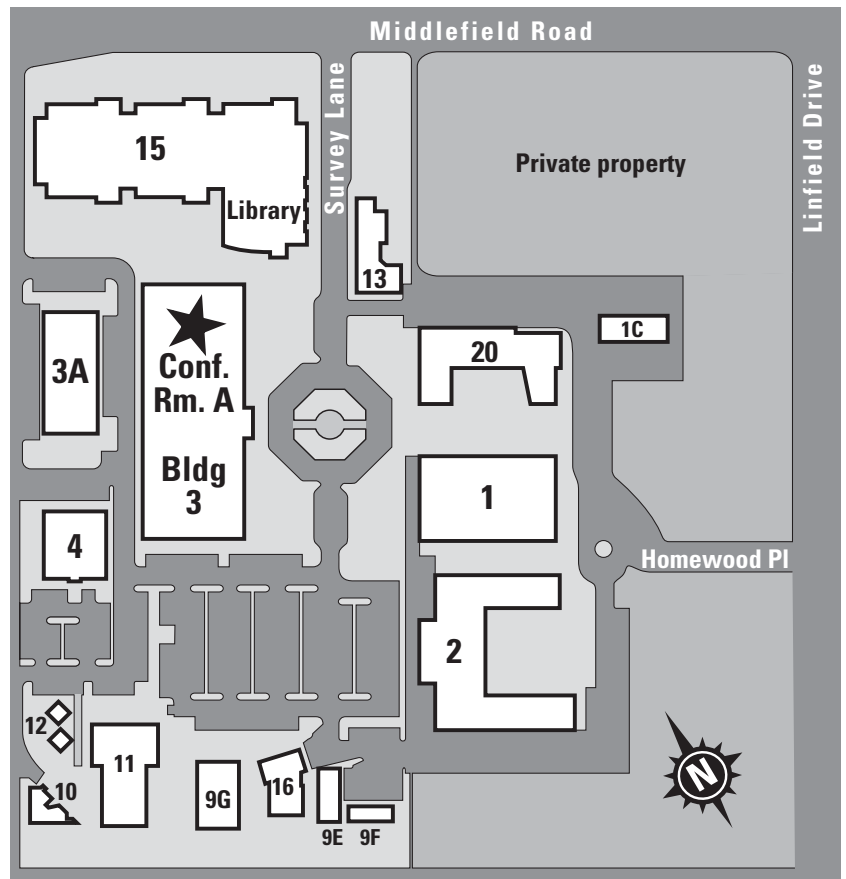 Middlefield Road
Survey Lane
Linfield Drive
15
Library
Private property
13
1C
20
3A
Conf.
Rm. A
Bldg
3
1
4
Homewood Pl
2
12
11
10
9G
16
9E
9F
N